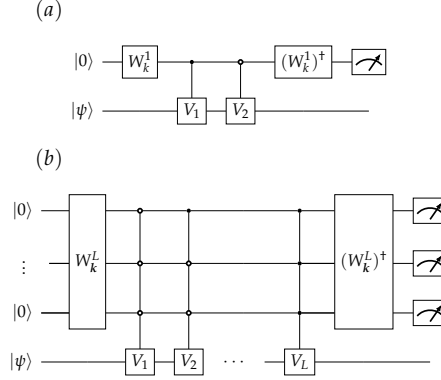 (a)
|0⟩ W_k^1 (W_k^1)†
|ψ⟩ V_1 V_2
(b)
|0⟩
⋮ W_k^L (W_k^L)†
|0⟩
|ψ⟩ V_1 V_2 ⋯ V_L